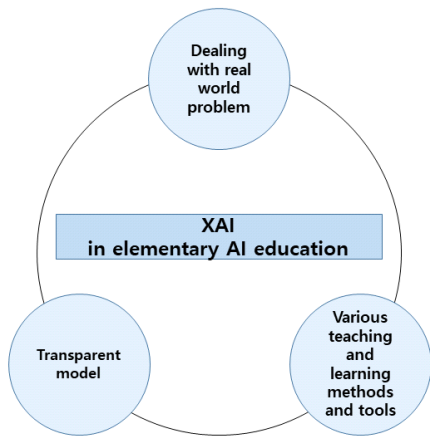 Dealing
with real
world
problem
XAI
in elementary AI education
Transparent
model
Various
teaching
and
learning
methods
and tools